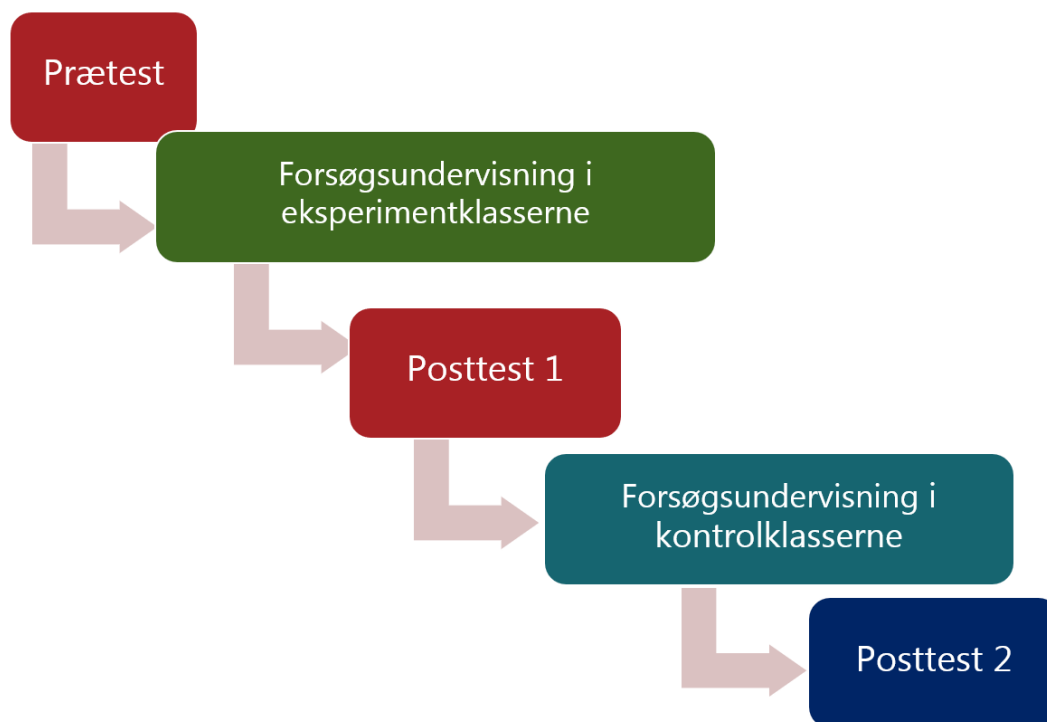 Prætest
Forsøgsundervisning i
eksperimentklasserne
Posttest 1
Forsøgsundervisning i
kontrolklasserne
Posttest 2